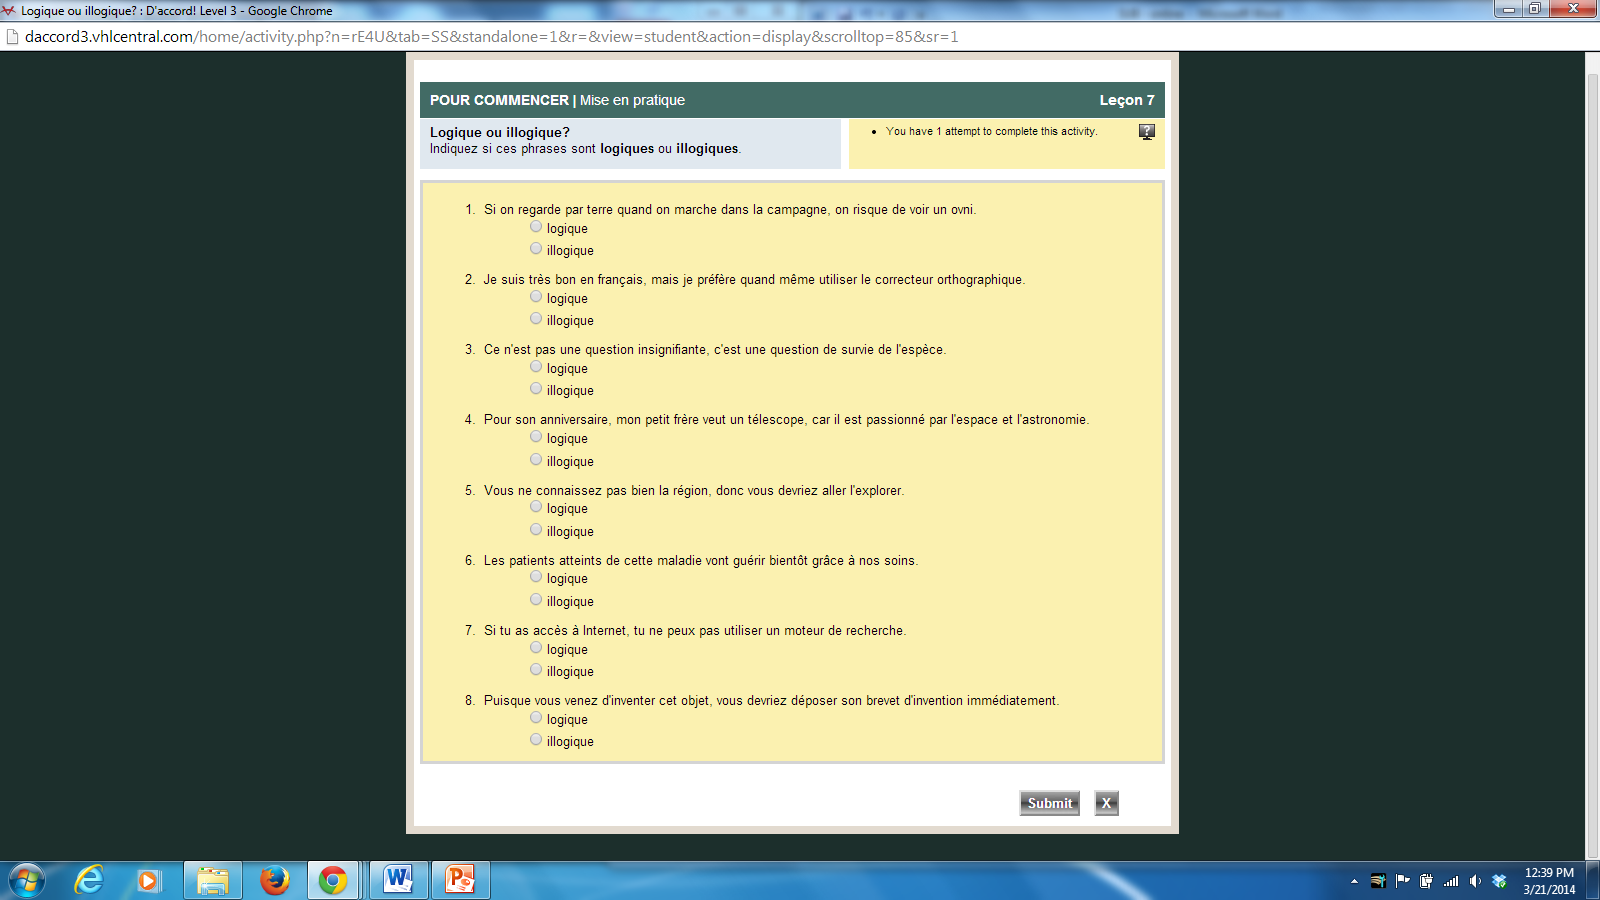 Logique ou illogique? : D'accord! Level 3 - Google Chrome
daccord3.vhlcentral.com/home/activity.php?n=rE4U&tab=SS&standalone=1&r=&view=student&action=display&scrolltop=85&sr=1
POUR COMMENCER | Mise en pratique
Leçon 7
Logique ou illogique?
Indiquez si ces phrases sont logiques ou illogiques.
• You have 1 attempt to complete this activity.
?
1. Si on regarde par terre quand on marche dans la campagne, on risque de voir un ovni.
logique
illogique
2. Je suis très bon en français, mais je préfère quand même utiliser le correcteur orthographique.
logique
illogique
3. Ce n'est pas une question insignifiante, c'est une question de survie de l'espèce.
logique
illogique
4. Pour son anniversaire, mon petit frère veut un télescope, car il est passionné par l'espace et l'astronomie.
logique
illogique
5. Vous ne connaissez pas bien la région, donc vous devriez aller l'explorer.
logique
illogique
6. Les patients atteints de cette maladie vont guérir bientôt grâce à nos soins.
logique
illogique
7. Si tu as accès à Internet, tu ne peux pas utiliser un moteur de recherche.
logique
illogique
8. Puisque vous venez d'inventer cet objet, vous devriez déposer son brevet d'invention immédiatement.
logique
illogique
Submit
X
12:39 PM
3/21/2014